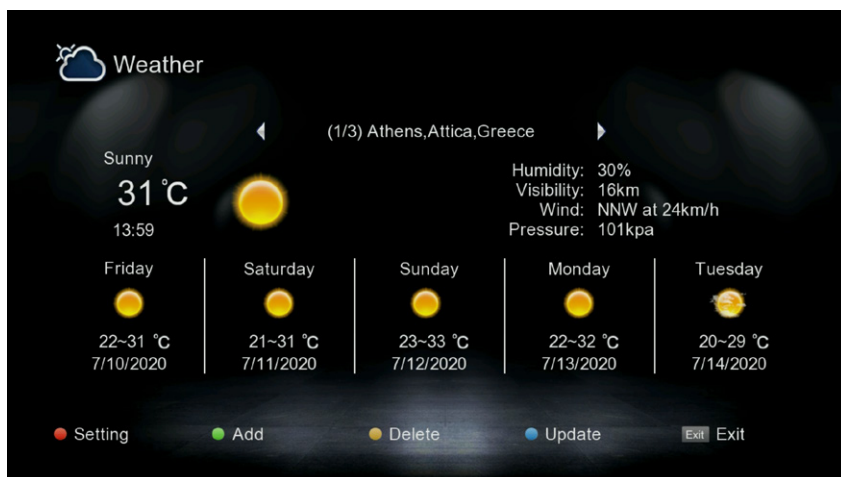 Weather
(1/3) Athens,Attica,Greece
Sunny
31 °C
13:59
Humidity: 30%
Visibility: 16km
Wind: NNW at 24km/h
Pressure: 101kpa
Friday Saturday Sunday Monday Tuesday
22~31 °C 21~31 °C 23~33 °C 22~32 °C 20~29 °C
7/10/2020 7/11/2020 7/12/2020 7/13/2020 7/14/2020
Setting Add Delete Update Exit Exit